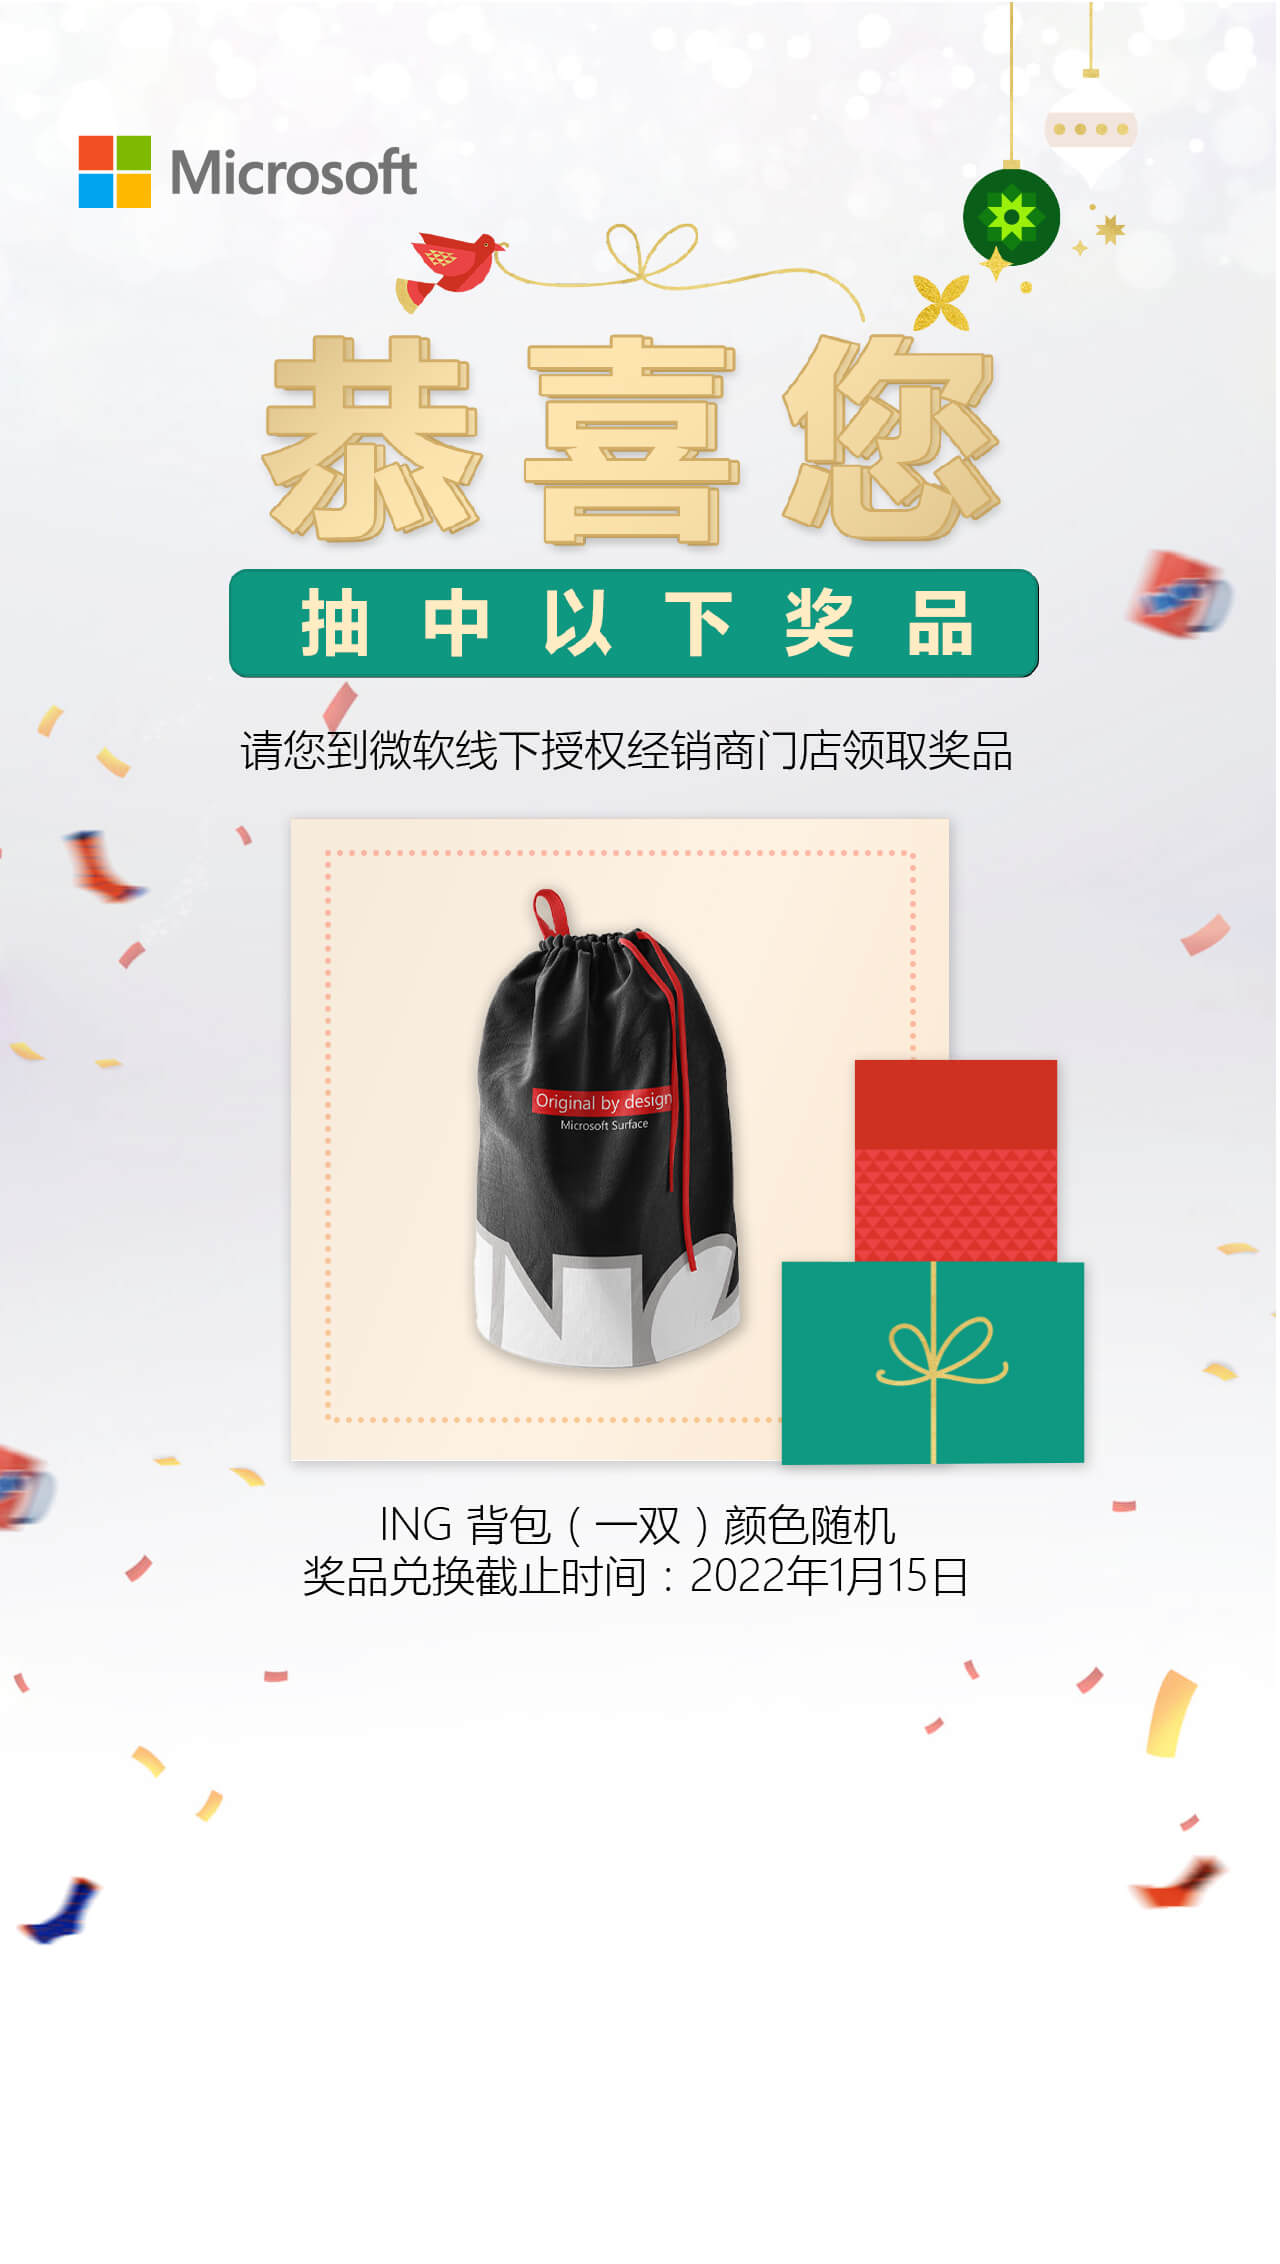 Microsoft
恭喜您
抽中以下奖品
请您到微软线下授权经销商门店领取奖品
Original by design
Microsoft Surface
ING
ING 背包（一双）颜色随机
奖品兑换截止时间：2022年1月15日